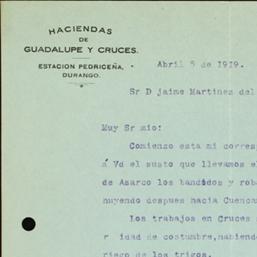 HACIENDAS
DE
GUADALUPE Y CRUCES.
ESTACION PEDRICEÑA,
DURANGO.
Abril 5 de 1919.
Sr D jaime Martinez del
Muy Sr mio:
Comienzo esta mi corres
á Vd el susto que llevamos e
de Asarco los bandidos y rob
huyendo despues hacia Cuenca
Los trabajos en Cruces
idad de costumbre, habiendo
riego de los trigos.